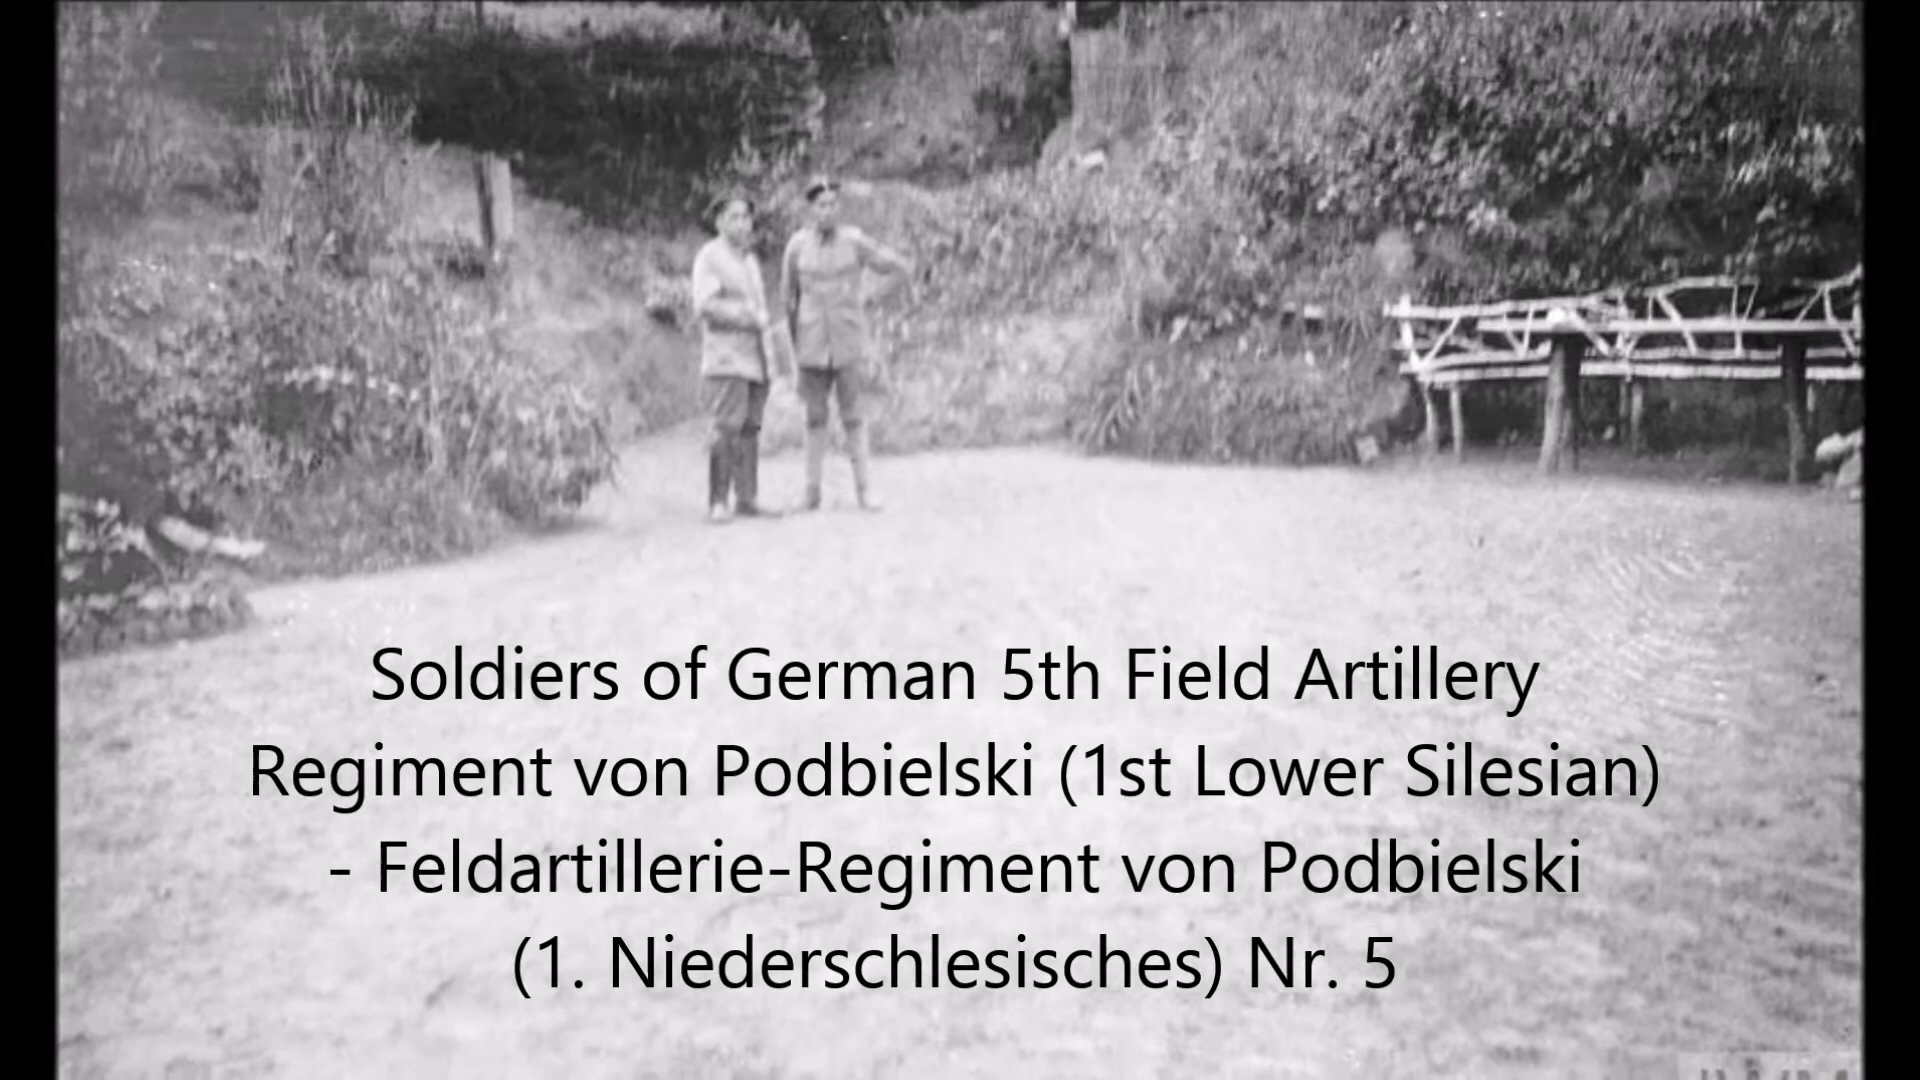 Soldiers of German 5th Field Artillery
Regiment von Podbielski (1st Lower Silesian)
- Feldartillerie-Regiment von Podbielski
(1. Niederschlesisches) Nr. 5